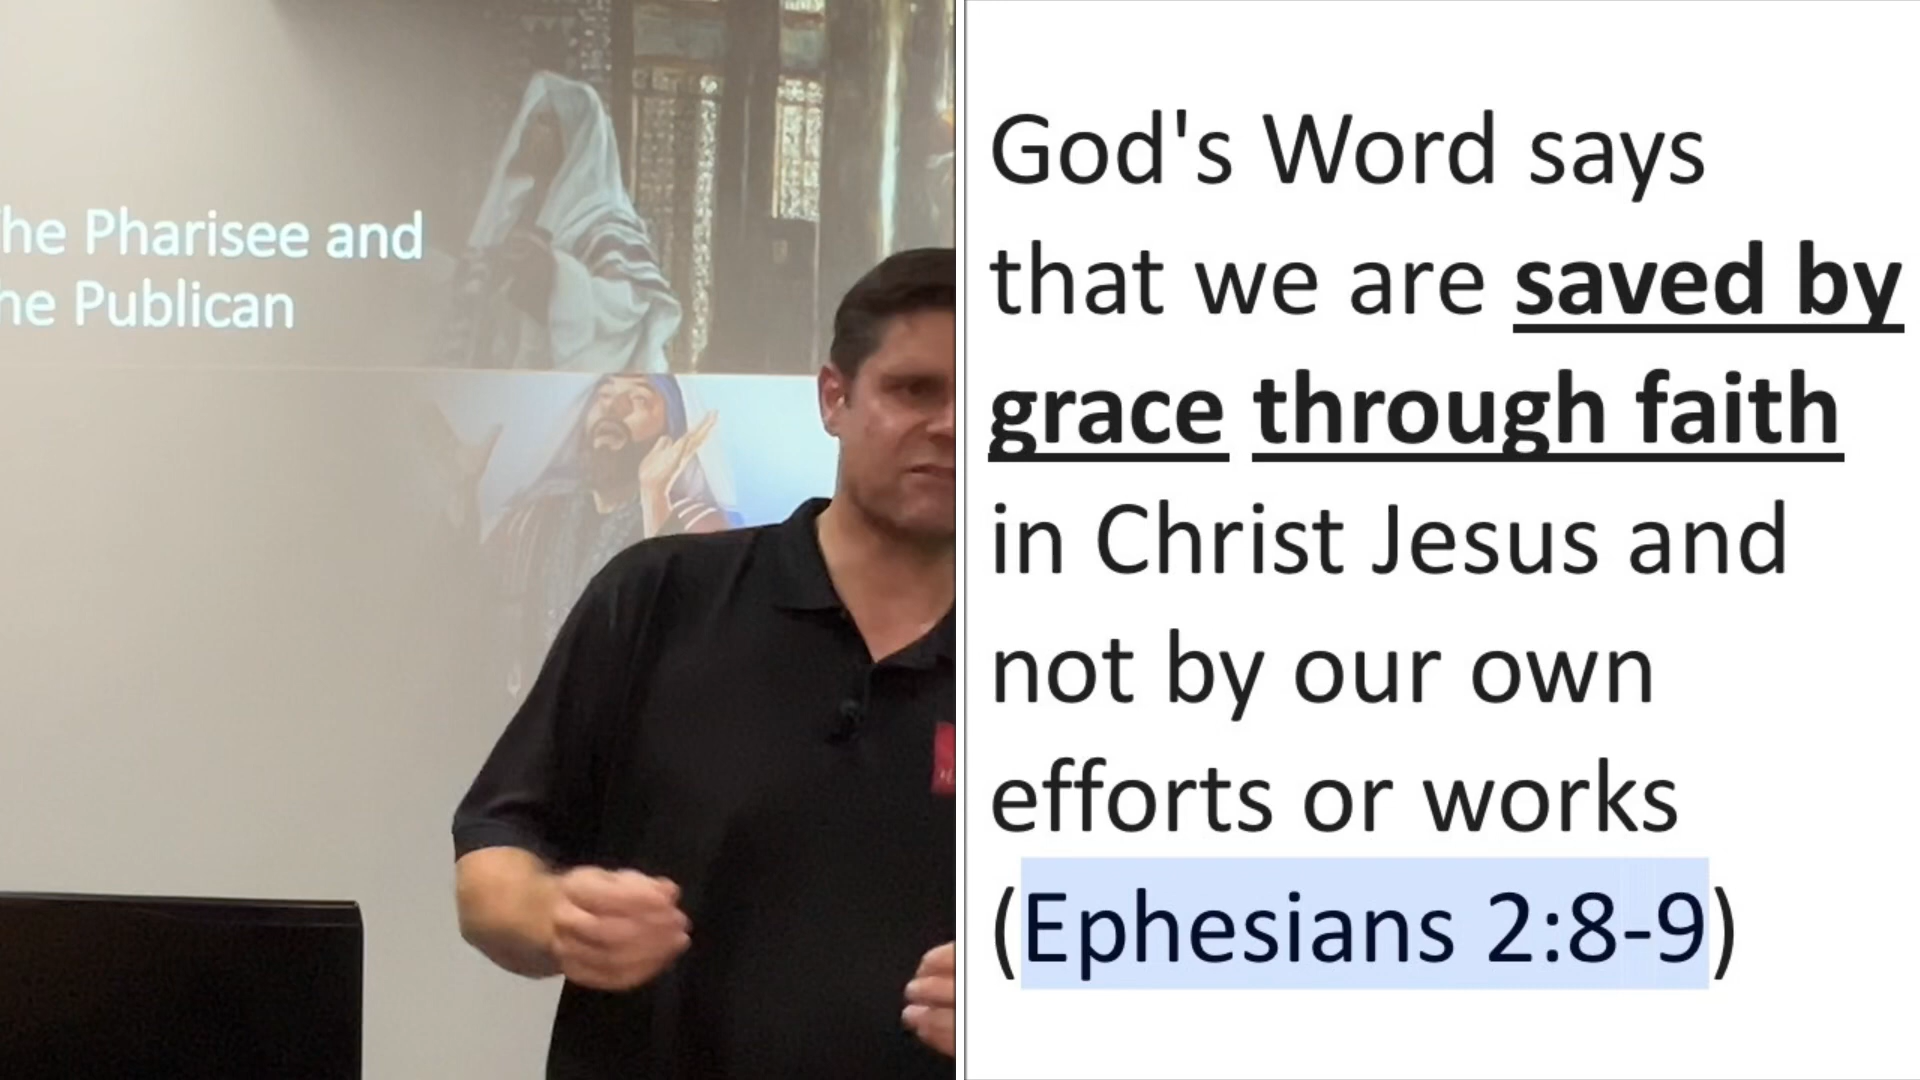 he Pharisee and
he Publican
God's Word says
that we are saved by
grace through faith
in Christ Jesus and
not by our own
efforts or works
(Ephesians 2:8-9)